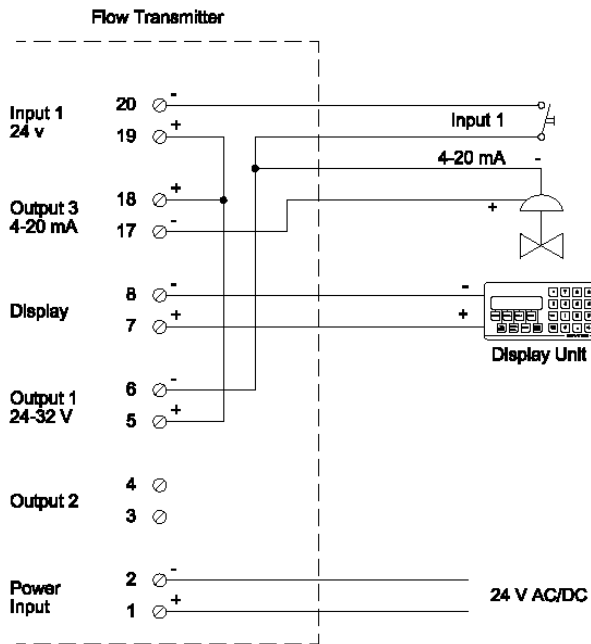 Flow Transmitter
Input 1
24 v
20 -
19 +
Input 1
4-20 mA
-
+
Output 3
4-20 mA
18 +
17 -
Display
8 -
7 +
-
+
Display Unit
Output 1
24-32 V
6 -
5 +
Output 2
4
3
Power
Input
2 -
1 +
24 V AC/DC